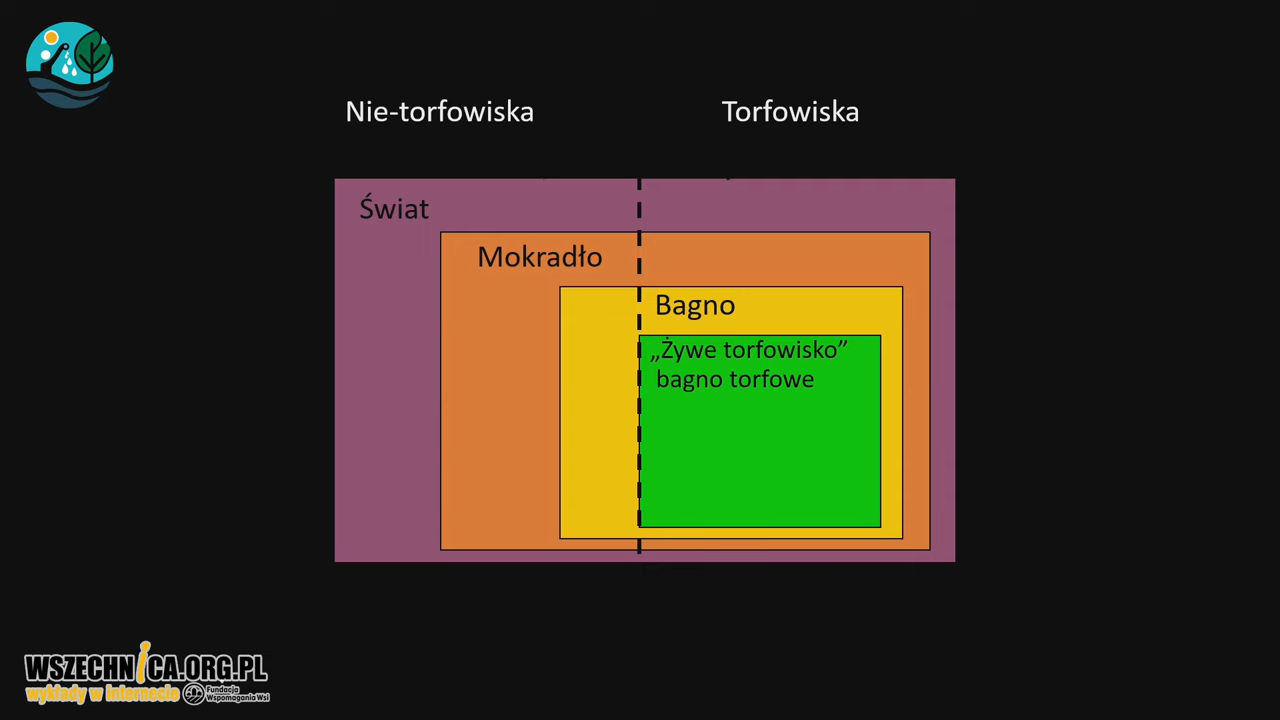 Nie-torfowiska
Torfowiska
Świat
Mokradło
Bagno
„Żywe torfowisko”
bagno torfowe
WSZECHNiCA.ORG.PL
wykłady w internecie
Fundacja
Wspomagania Wsi